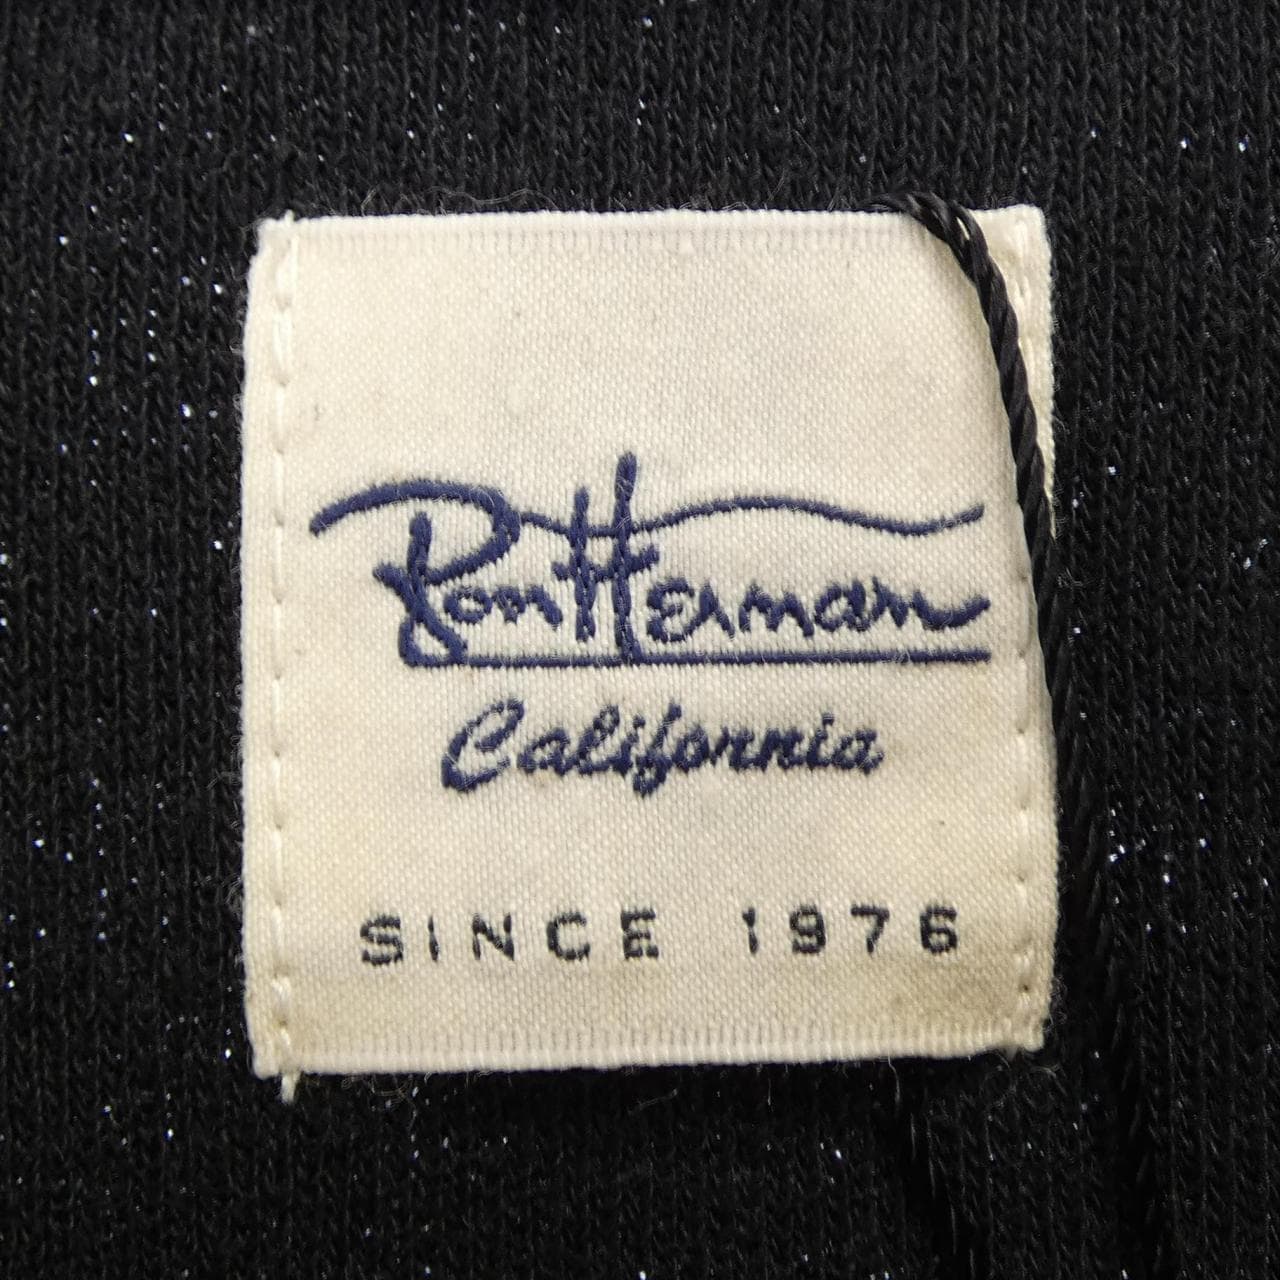 Ron Herman
California
SINCE 1976